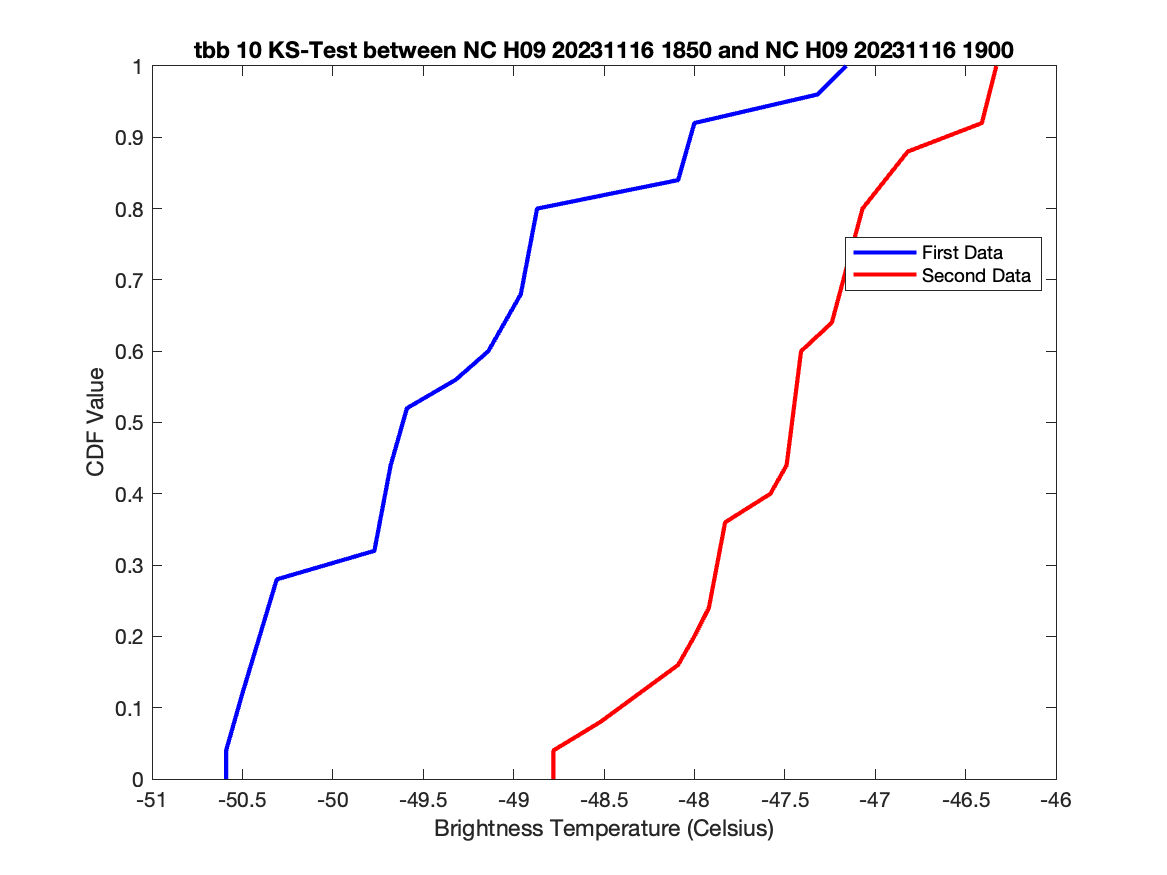 tbb 10 KS-Test between NC H09 20231116 1850 and NC H09 20231116 1900
1
0.9
0.8
0.7
0.6
0.5
0.4
0.3
0.2
0.1
0
CDF Value
First Data
Second Data
-51 -50.5 -50 -49.5 -49 -48.5 -48 -47.5 -47 -46.5 -46
Brightness Temperature (Celsius)